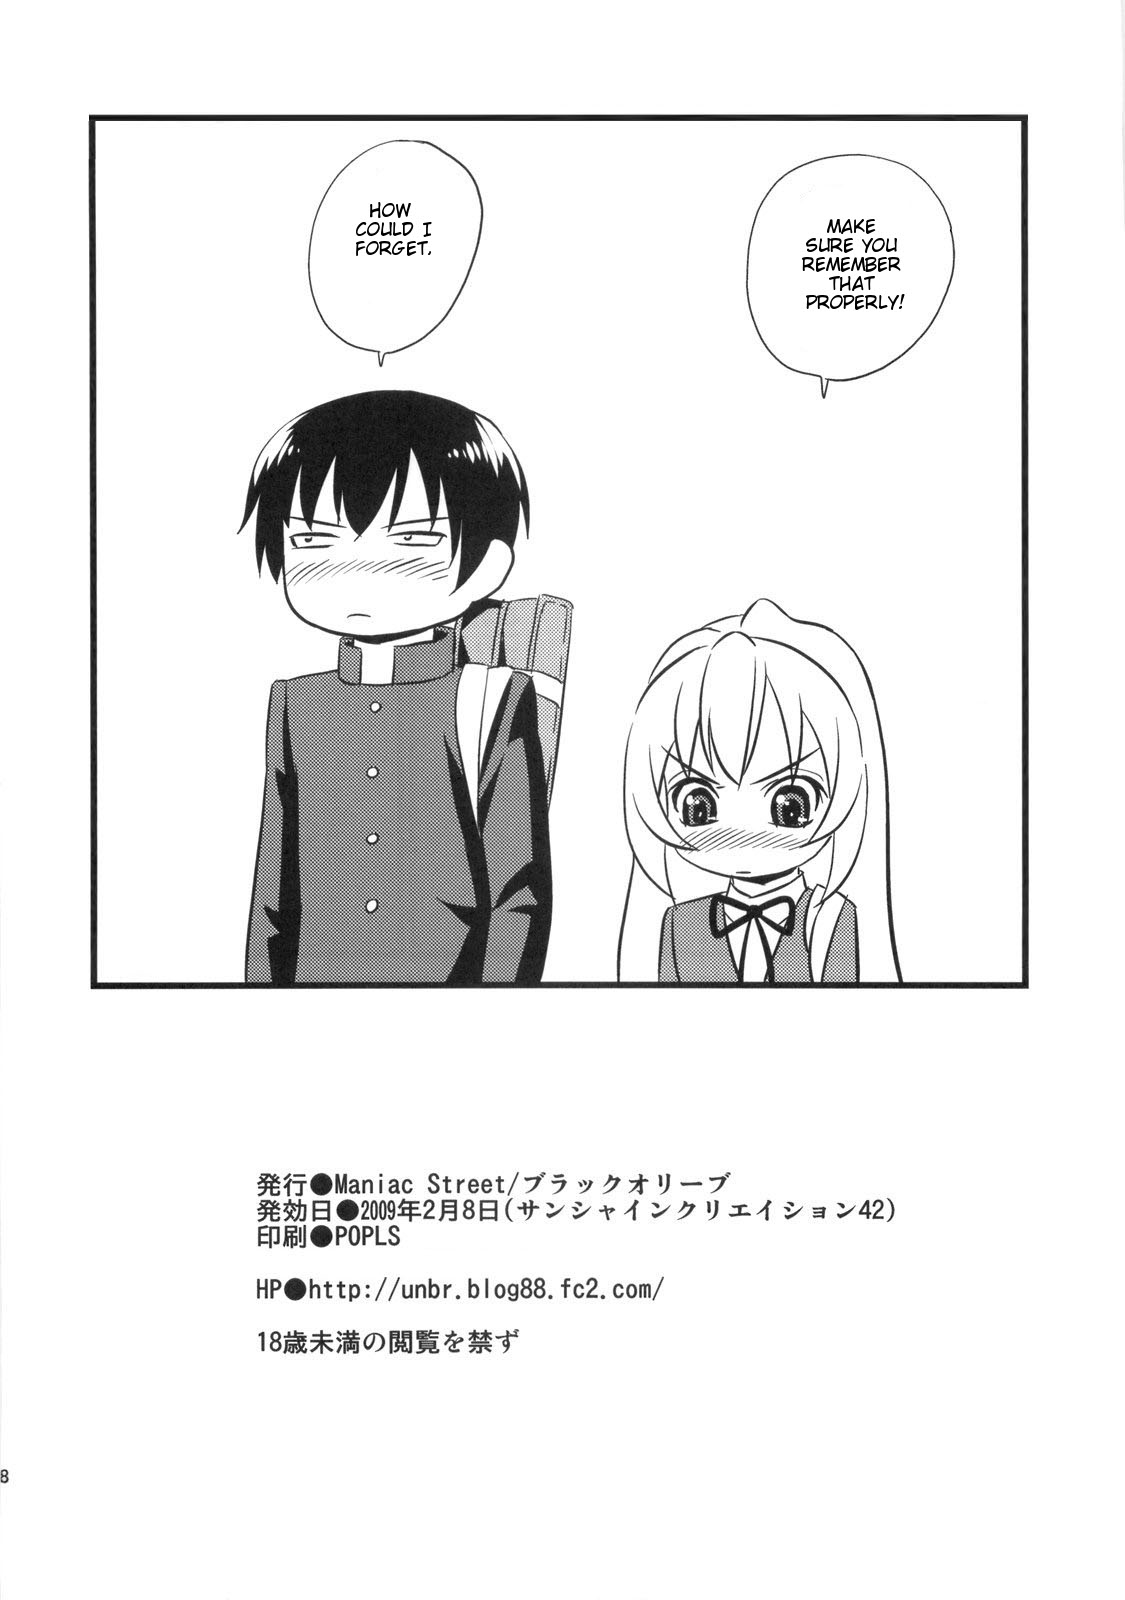 MAKE
SURE YOU
REMEMBER
THAT
PROPERLY!
HOW
COULD I
FORGET.
発行●Maniac Street/ブラックオリーブ
発効日●2009年2月8日(サンシャインクリエイション42)
印刷●POPLS
HP●http://unbr.blog88.fc2.com/
18歳未満の閲覧を禁ず
8